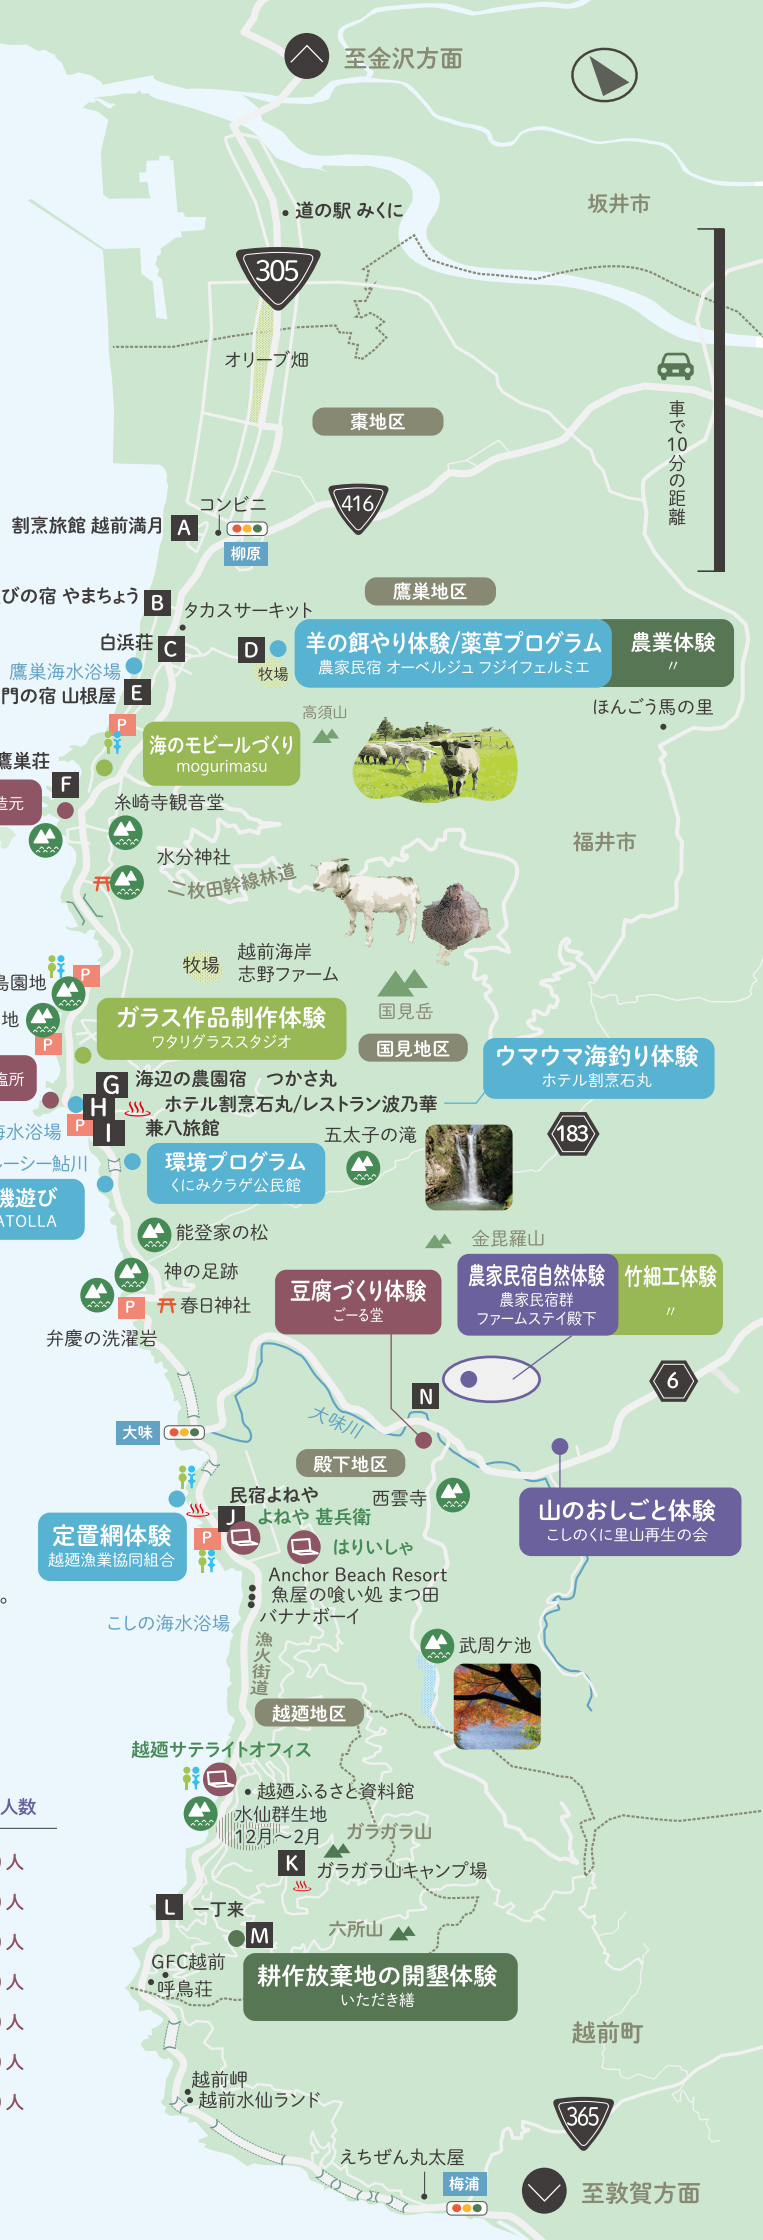 至金沢方面
坂井市
道の駅 みくに
305
オリーブ畑
車で10分の距離
棗地区
416
コンビニ
割烹旅館 越前満月
A
柳原
鷹巣地区
びの宿 やまちょう
B
タカスサーキット
白浜荘
C
D
牧場
羊の餌やり体験/薬草プログラム
農家民宿 オーベルジュ フジイフェルミエ
農業体験
〃
鷹巣海水浴場
門の宿 山根屋
E
ほんごう馬の里
高須山
P
海のモビールづくり
mogurimasu
鷹巣荘
F
造元
糸崎寺観音堂
福井市
水分神社
二枚田幹線林道
越前海岸
志野ファーム
牧場
P
島園地
国見岳
地
P
ガラス作品制作体験
ワタリグラススタジオ
国見地区
ウマウマ海釣り体験
ホテル割烹石丸
塩所
G
海辺の農園宿 つかさ丸
H
ホテル割烹石丸/レストラン波乃華
海水浴場
P
I
兼八旅館
五太子の滝
183
レーシー鮎川
環境プログラム
くにみクラゲ公民館
磯遊び
ATOLLA
能登家の松
金毘羅山
神の足跡
農家民宿自然体験
農家民宿群
ファームステイ殿下
竹細工体験
〃
豆腐づくり体験
ごーる堂
P
春日神社
弁慶の洗濯岩
6
N
大味
大味川
殿下地区
西雲寺
民宿よねや
J
よねや 甚兵衛
山のおしごと体験
こしのくに里山再生の会
定置網体験
越廼漁業協同組合
P
はりいしゃ
Anchor Beach Resort
魚屋の喰い処 まつ田
バナナボーイ
。
こしの海水浴場
漁火街道
武周ケ池
越廼地区
越廼サテライトオフィス
越廼ふるさと資料館
人数
水仙群生地
12月〜2月
ガラガラ山
K
ガラガラ山キャンプ場
人
人
L
一丁来
六所山
M
人
GFC越前
呼鳥荘
耕作放棄地の開墾体験
いただき繕
人
人
越前町
人
越前岬
越前水仙ランド
人
365
えちぜん丸太屋
梅浦
至敦賀方面